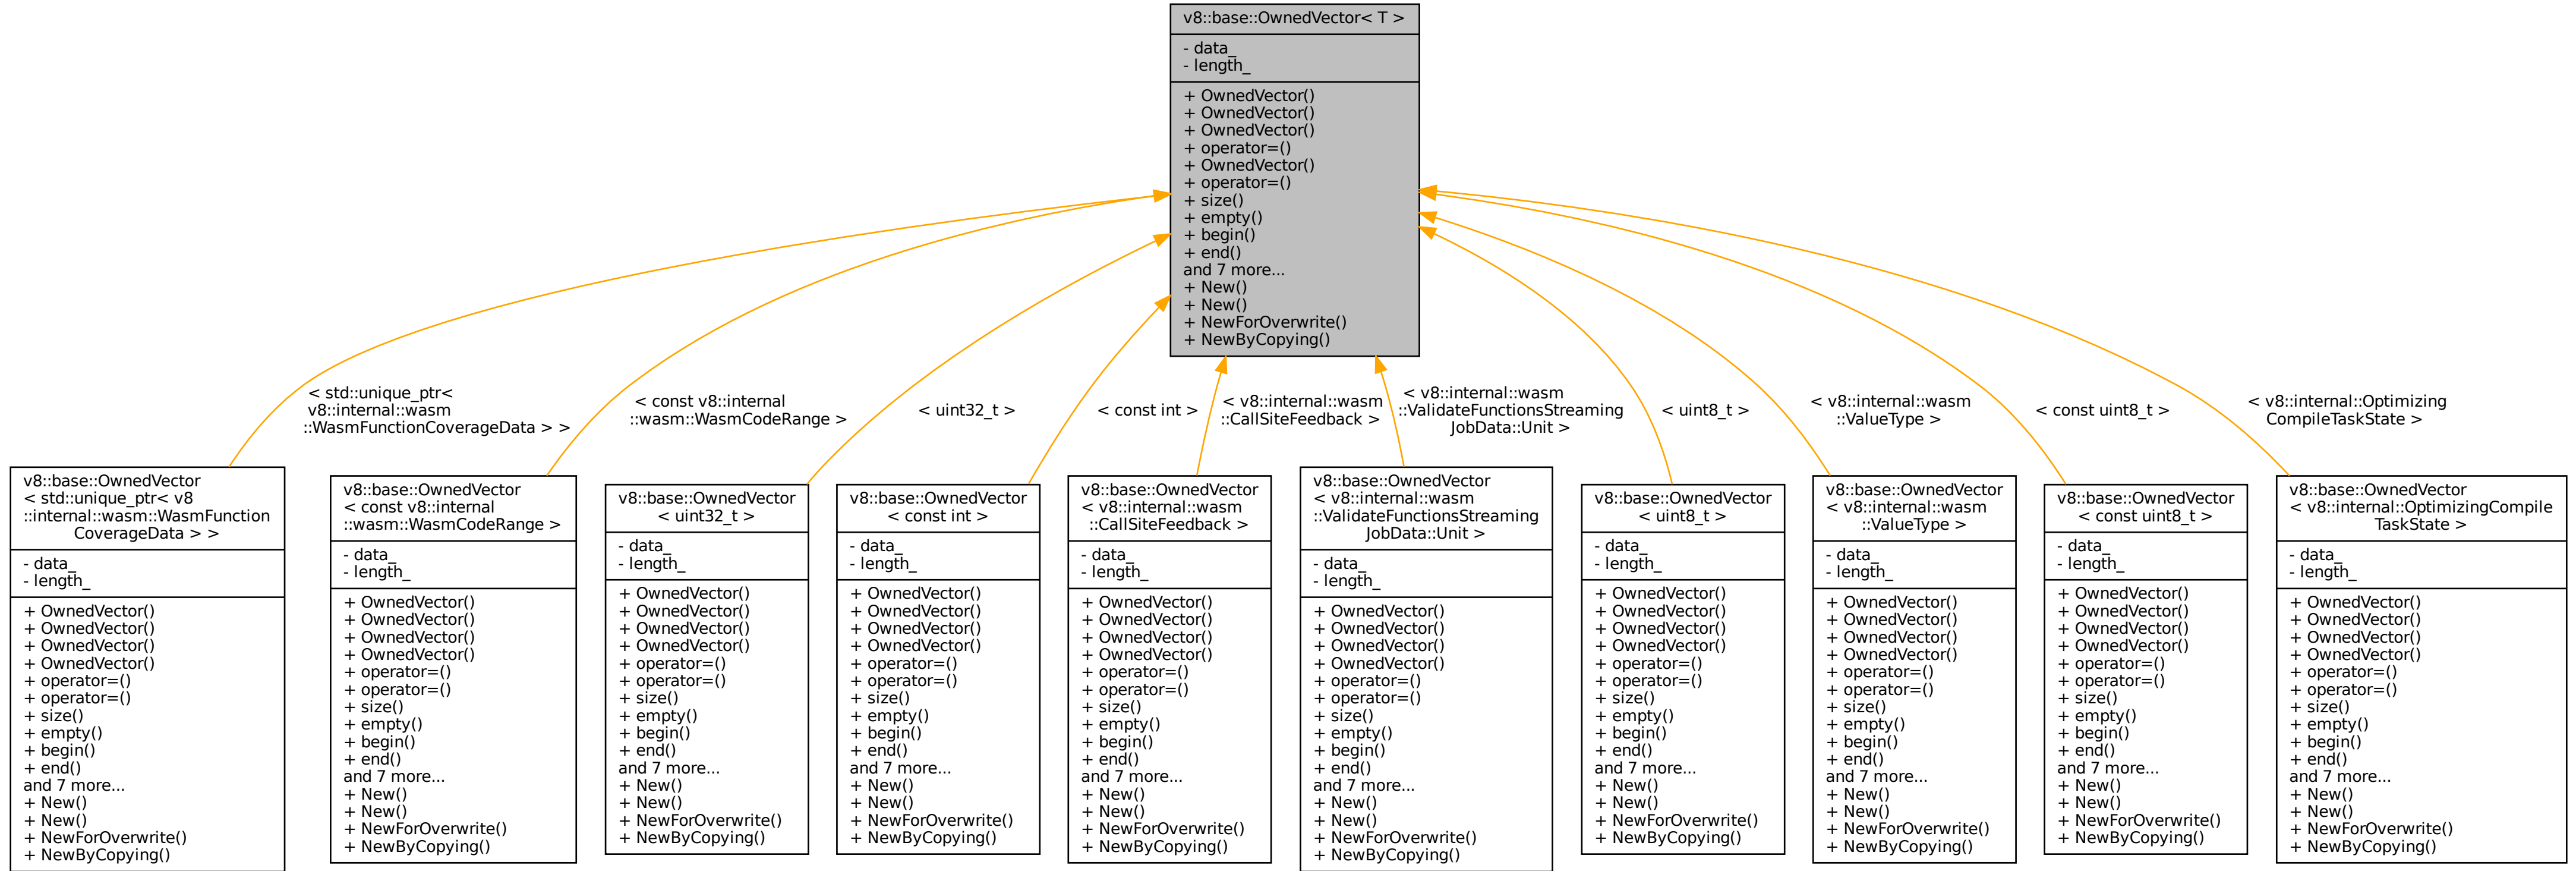 v8::base::OwnedVector< T >
- data_
- length_
+ OwnedVector()
+ OwnedVector()
+ OwnedVector()
+ operator=()
+ OwnedVector()
+ operator=()
+ size()
+ empty()
+ begin()
+ end()
and 7 more...
+ New()
+ New()
+ NewForOverwrite()
+ NewByCopying()
< std::unique_ptr<
v8::internal::wasm
::WasmFunctionCoverageData > >
< const v8::internal
::wasm::WasmCodeRange >
< uint32_t >
< const int >
< v8::internal::wasm
::CallSiteFeedback >
< v8::internal::wasm
::ValidateFunctionsStreaming
JobData::Unit >
< uint8_t >
< v8::internal::wasm
::ValueType >
< const uint8_t >
< v8::internal::Optimizing
CompileTaskState >
v8::base::OwnedVector
< std::unique_ptr< v8
::internal::wasm::WasmFunction
CoverageData > >
- data_
- length_
+ OwnedVector()
+ OwnedVector()
+ OwnedVector()
+ OwnedVector()
+ operator=()
+ operator=()
+ size()
+ empty()
+ begin()
+ end()
and 7 more...
+ New()
+ New()
+ NewForOverwrite()
+ NewByCopying()
v8::base::OwnedVector
< const v8::internal
::wasm::WasmCodeRange >
- data_
- length_
+ OwnedVector()
+ OwnedVector()
+ OwnedVector()
+ OwnedVector()
+ operator=()
+ operator=()
+ size()
+ empty()
+ begin()
+ end()
and 7 more...
+ New()
+ New()
+ NewForOverwrite()
+ NewByCopying()
v8::base::OwnedVector
< uint32_t >
- data_
- length_
+ OwnedVector()
+ OwnedVector()
+ OwnedVector()
+ OwnedVector()
+ operator=()
+ operator=()
+ size()
+ empty()
+ begin()
+ end()
and 7 more...
+ New()
+ New()
+ NewForOverwrite()
+ NewByCopying()
v8::base::OwnedVector
< const int >
- data_
- length_
+ OwnedVector()
+ OwnedVector()
+ OwnedVector()
+ OwnedVector()
+ operator=()
+ operator=()
+ size()
+ empty()
+ begin()
+ end()
and 7 more...
+ New()
+ New()
+ NewForOverwrite()
+ NewByCopying()
v8::base::OwnedVector
< v8::internal::wasm
::CallSiteFeedback >
- data_
- length_
+ OwnedVector()
+ OwnedVector()
+ OwnedVector()
+ OwnedVector()
+ operator=()
+ operator=()
+ size()
+ empty()
+ begin()
+ end()
and 7 more...
+ New()
+ New()
+ NewForOverwrite()
+ NewByCopying()
v8::base::OwnedVector
< v8::internal::wasm
::ValidateFunctionsStreaming
JobData::Unit >
- data_
- length_
+ OwnedVector()
+ OwnedVector()
+ OwnedVector()
+ OwnedVector()
+ operator=()
+ operator=()
+ size()
+ empty()
+ begin()
+ end()
and 7 more...
+ New()
+ New()
+ NewForOverwrite()
+ NewByCopying()
v8::base::OwnedVector
< uint8_t >
- data_
- length_
+ OwnedVector()
+ OwnedVector()
+ OwnedVector()
+ OwnedVector()
+ operator=()
+ operator=()
+ size()
+ empty()
+ begin()
+ end()
and 7 more...
+ New()
+ New()
+ NewForOverwrite()
+ NewByCopying()
v8::base::OwnedVector
< v8::internal::wasm
::ValueType >
- data_
- length_
+ OwnedVector()
+ OwnedVector()
+ OwnedVector()
+ OwnedVector()
+ operator=()
+ operator=()
+ size()
+ empty()
+ begin()
+ end()
and 7 more...
+ New()
+ New()
+ NewForOverwrite()
+ NewByCopying()
v8::base::OwnedVector
< const uint8_t >
- data_
- length_
+ OwnedVector()
+ OwnedVector()
+ OwnedVector()
+ OwnedVector()
+ operator=()
+ operator=()
+ size()
+ empty()
+ begin()
+ end()
and 7 more...
+ New()
+ New()
+ NewForOverwrite()
+ NewByCopying()
v8::base::OwnedVector
< v8::internal::OptimizingCompile
TaskState >
- data_
- length_
+ OwnedVector()
+ OwnedVector()
+ OwnedVector()
+ OwnedVector()
+ operator=()
+ operator=()
+ size()
+ empty()
+ begin()
+ end()
and 7 more...
+ New()
+ New()
+ NewForOverwrite()
+ NewByCopying()